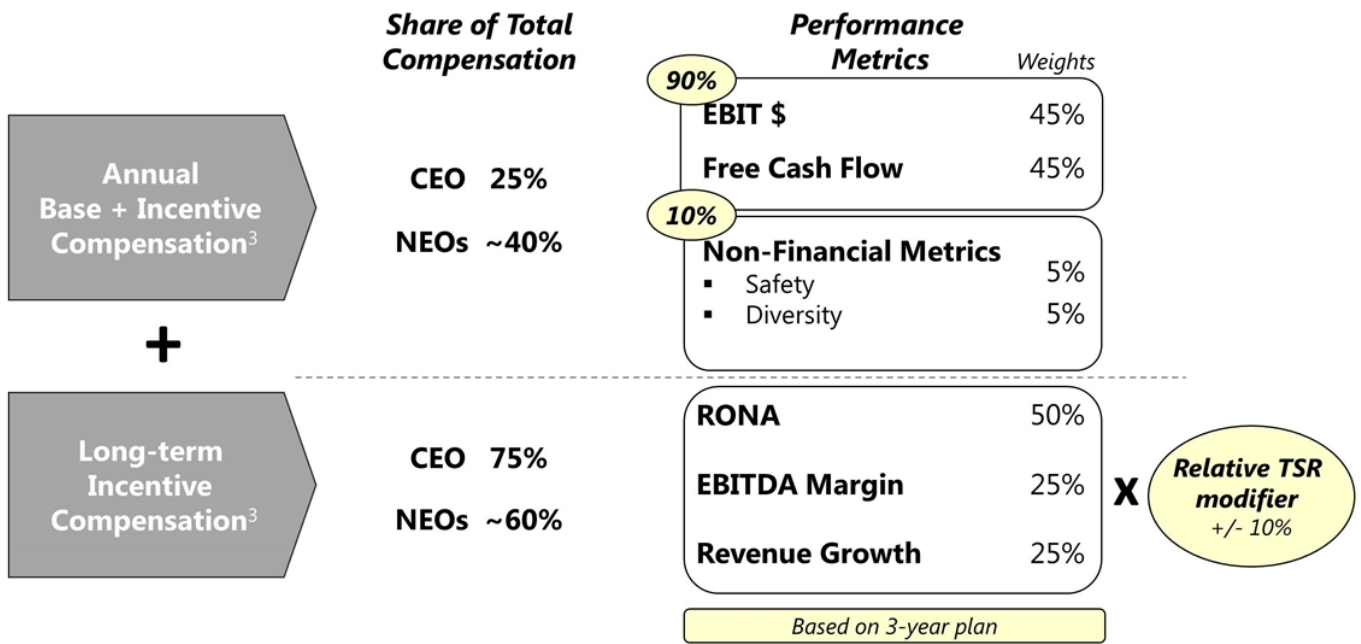 Share of Total
Compensation
Performance
Metrics
Weights
90%
EBIT $ 45%
Free Cash Flow 45%
Annual
Base + Incentive
Compensation³
CEO 25%
NEOs ~40%
10%
Non-Financial Metrics
▪ Safety 5%
▪ Diversity 5%
+
Long-term
Incentive
Compensation³
CEO 75%
NEOs ~60%
RONA 50%
EBITDA Margin 25%
Revenue Growth 25%
X
Relative TSR
modifier
+/- 10%
Based on 3-year plan